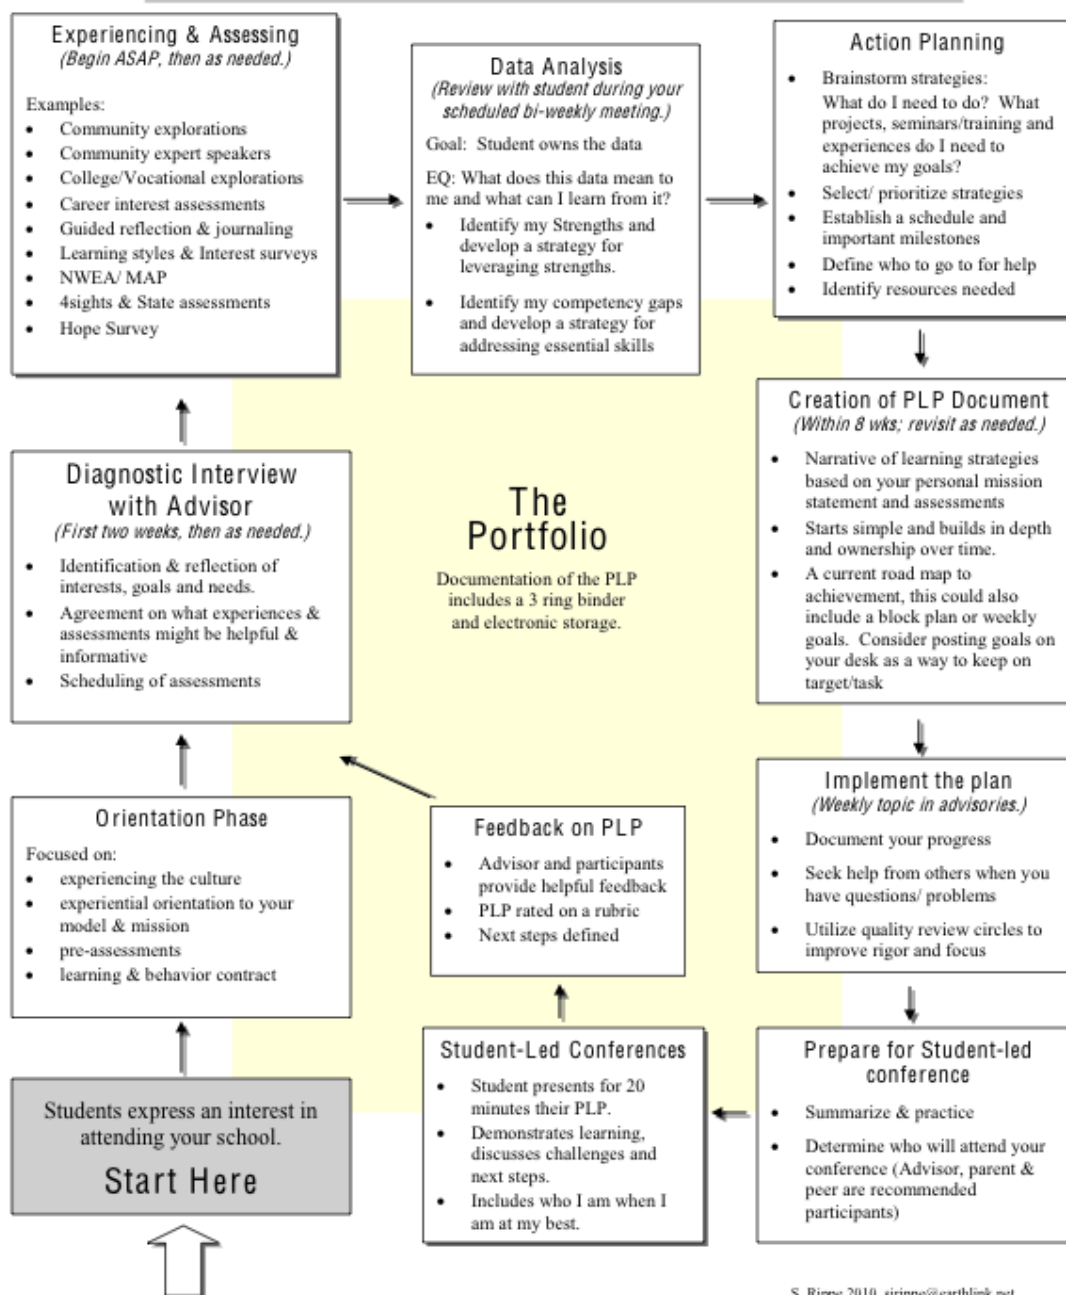 Experiencing & Assessing
(Begin ASAP, then as needed.)
Examples:
• Community explorations
• Community expert speakers
• College/Vocational explorations
• Career interest assessments
• Guided reflection & journaling
• Learning styles & Interest surveys
• NWEA/ MAP
• 4sights & State assessments
• Hope Survey
Data Analysis
(Review with student during your
scheduled bi-weekly meeting.)
Goal: Student owns the data
EQ: What does this data mean to
me and what can I learn from it?
• Identify my Strengths and
develop a strategy for
leveraging strengths.
• Identify my competency gaps
and develop a strategy for
addressing essential skills
Action Planning
• Brainstorm strategies:
What do I need to do? What
projects, seminars/training and
experiences do I need to
achieve my goals?
• Select/ prioritize strategies
• Establish a schedule and
important milestones
• Define who to go to for help
• Identify resources needed
Creation of PLP Document
(Within 8 wks; revisit as needed.)
• Narrative of learning strategies
based on your personal mission
statement and assessments
• Starts simple and builds in depth
and ownership over time.
• A current road map to
achievement, this could also
include a block plan or weekly
goals. Consider posting goals on
your desk as a way to keep on
target/task
Diagnostic Interview
with Advisor
(First two weeks, then as needed.)
• Identification & reflection of
interests, goals and needs.
• Agreement on what experiences &
assessments might be helpful &
informative
• Scheduling of assessments
The
Portfolio
Documentation of the PLP
includes a 3 ring binder
and electronic storage.
Implement the plan
(Weekly topic in advisories.)
• Document your progress
• Seek help from others when you
have questions/ problems
• Utilize quality review circles to
improve rigor and focus
Orientation Phase
Focused on:
• experiencing the culture
• experiential orientation to your
model & mission
• pre-assessments
• learning & behavior contract
Feedback on PLP
• Advisor and participants
provide helpful feedback
• PLP rated on a rubric
• Next steps defined
Student-Led Conferences
• Student presents for 20
minutes their PLP.
• Demonstrates learning,
discusses challenges and
next steps.
• Includes who I am when I
am at my best.
Prepare for Student-led
conference
• Summarize & practice
• Determine who will attend your
conference (Advisor, parent &
peer are recommended
participants)
Students express an interest in
attending your school.
Start Here
S. Rippe 2010